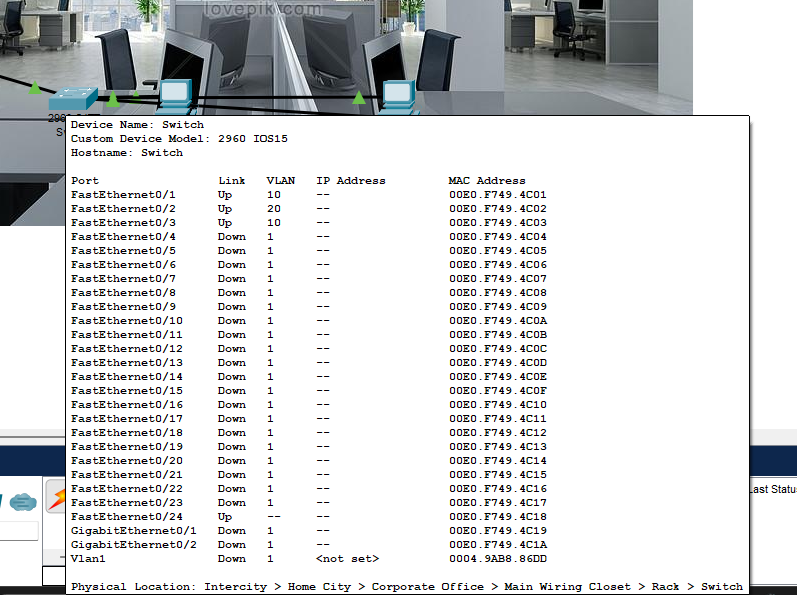 lovepik.com
Device Name: Switch
Custom Device Model: 2960 IOS15
Hostname: Switch
Port Link VLAN IP Address MAC Address
FastEthernet0/1 Up 10 -- 00E0.F749.4C01
FastEthernet0/2 Up 20 -- 00E0.F749.4C02
FastEthernet0/3 Up 10 -- 00E0.F749.4C03
FastEthernet0/4 Down 1 -- 00E0.F749.4C04
FastEthernet0/5 Down 1 -- 00E0.F749.4C05
FastEthernet0/6 Down 1 -- 00E0.F749.4C06
FastEthernet0/7 Down 1 -- 00E0.F749.4C07
FastEthernet0/8 Down 1 -- 00E0.F749.4C08
FastEthernet0/9 Down 1 -- 00E0.F749.4C09
FastEthernet0/10 Down 1 -- 00E0.F749.4C0A
FastEthernet0/11 Down 1 -- 00E0.F749.4C0B
FastEthernet0/12 Down 1 -- 00E0.F749.4C0C
FastEthernet0/13 Down 1 -- 00E0.F749.4C0D
FastEthernet0/14 Down 1 -- 00E0.F749.4C0E
FastEthernet0/15 Down 1 -- 00E0.F749.4C0F
FastEthernet0/16 Down 1 -- 00E0.F749.4C10
FastEthernet0/17 Down 1 -- 00E0.F749.4C11
FastEthernet0/18 Down 1 -- 00E0.F749.4C12
FastEthernet0/19 Down 1 -- 00E0.F749.4C13
FastEthernet0/20 Down 1 -- 00E0.F749.4C14
FastEthernet0/21 Down 1 -- 00E0.F749.4C15
FastEthernet0/22 Down 1 -- 00E0.F749.4C16
FastEthernet0/23 Down 1 -- 00E0.F749.4C17
FastEthernet0/24 Up -- -- 00E0.F749.4C18
GigabitEthernet0/1 Down 1 -- 00E0.F749.4C19
GigabitEthernet0/2 Down 1 -- 00E0.F749.4C1A
Vlan1 Down 1 <not set> 0004.9AB8.86DD
Physical Location: Intercity > Home City > Corporate Office > Main Wiring Closet > Rack > Switch
Last Statu